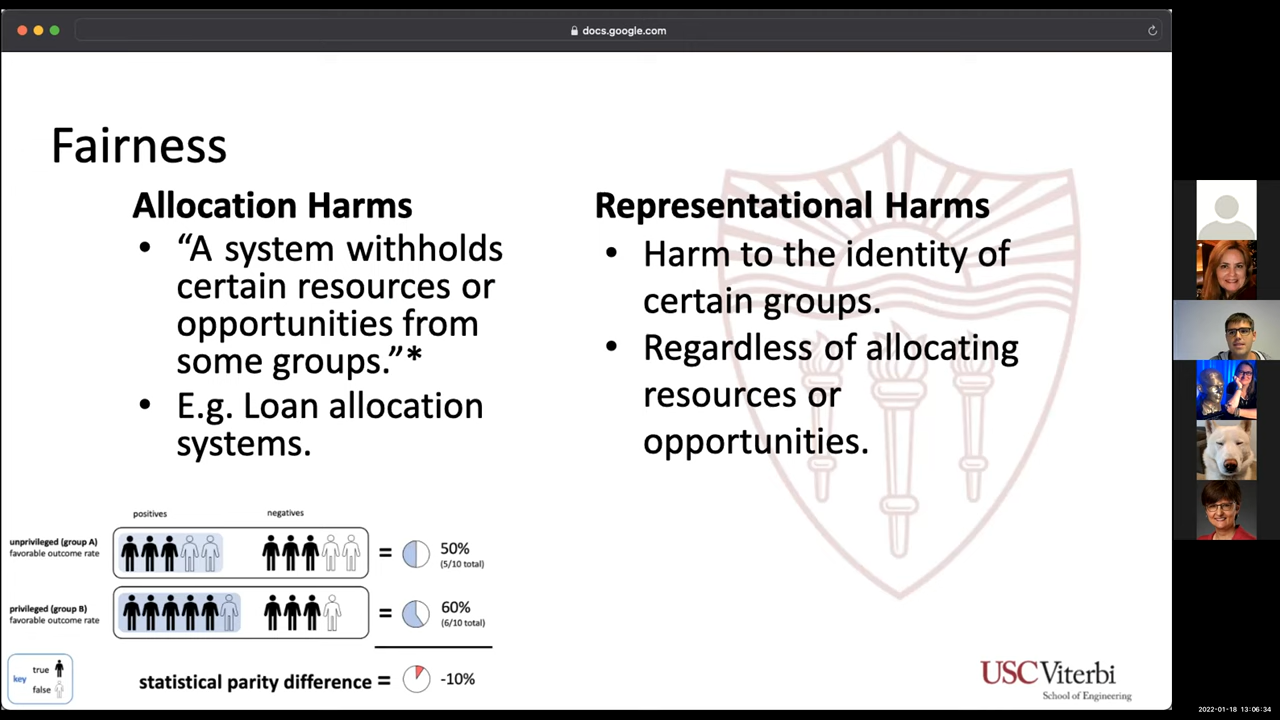 docs.google.com
Fairness
Allocation Harms
• “A system withholds
certain resources or
opportunities from
some groups.”*
• E.g. Loan allocation
systems.
Representational Harms
• Harm to the identity of
certain groups.
• Regardless of allocating
resources or
opportunities.
positives negatives
unprivileged (group A)
favorable outcome rate
= 50%
(5/10 total)
privileged (group B)
favorable outcome rate
= 60%
(6/10 total)
key
true
false
statistical parity difference = -10%
USC Viterbi
School of Engineering
2022-01-18 13:06:34